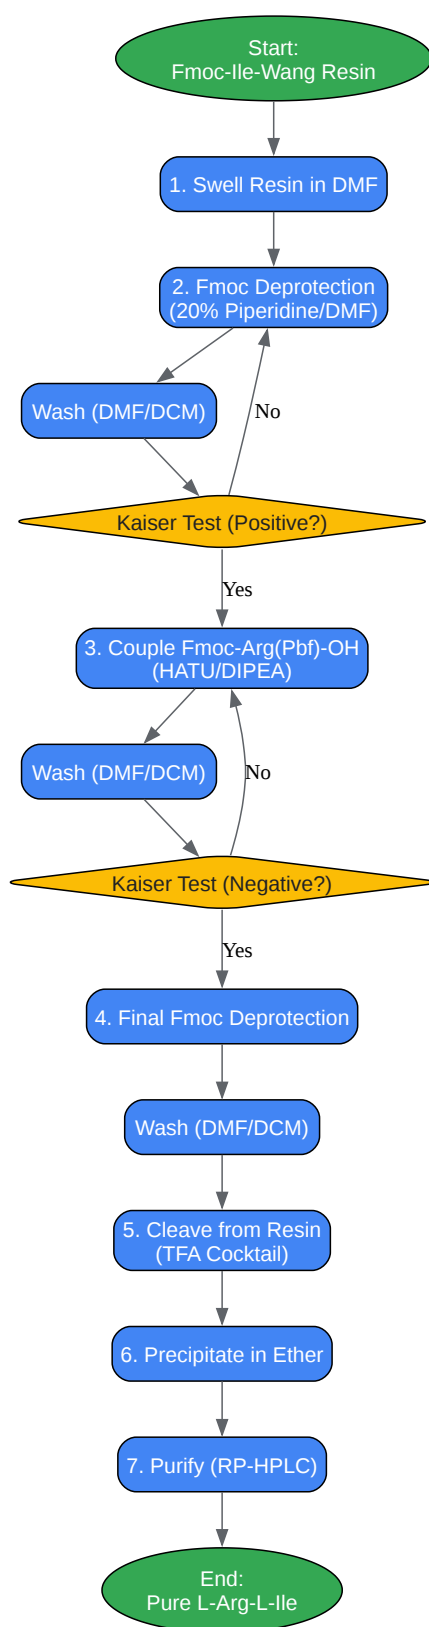 Start:
Fmoc-Ile-Wang Resin
1. Swell Resin in DMF
2. Fmoc Deprotection
(20% Piperidine/DMF)
Wash (DMF/DCM)
No
Kaiser Test (Positive?)
Yes
3. Couple Fmoc-Arg(Pbf)-OH
(HATU/DIPEA)
Wash (DMF/DCM)
No
Kaiser Test (Negative?)
Yes
4. Final Fmoc Deprotection
Wash (DMF/DCM)
5. Cleave from Resin
(TFA Cocktail)
6. Precipitate in Ether
7. Purify (RP-HPLC)
End:
Pure L-Arg-L-Ile